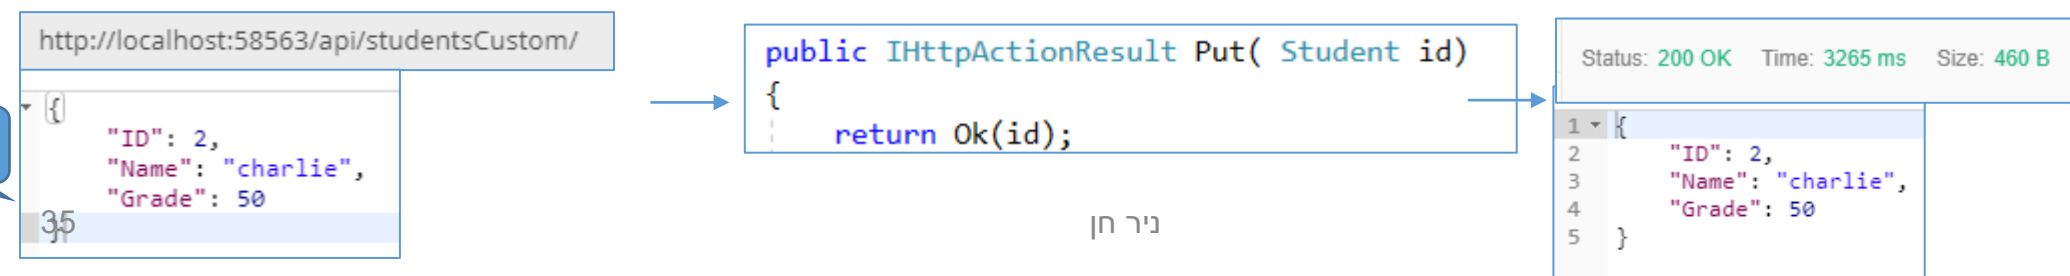 http://localhost:58563/api/studentsCustom/
{
"ID": 2,
"Name": "charlie",
"Grade": 50
}
35
public IHttpActionResult Put( Student id)
{
return Ok(id);
ניר חן
Status: 200 OK Time: 3265 ms Size: 460 B
1 {
2 "ID": 2,
3 "Name": "charlie",
4 "Grade": 50
5 }